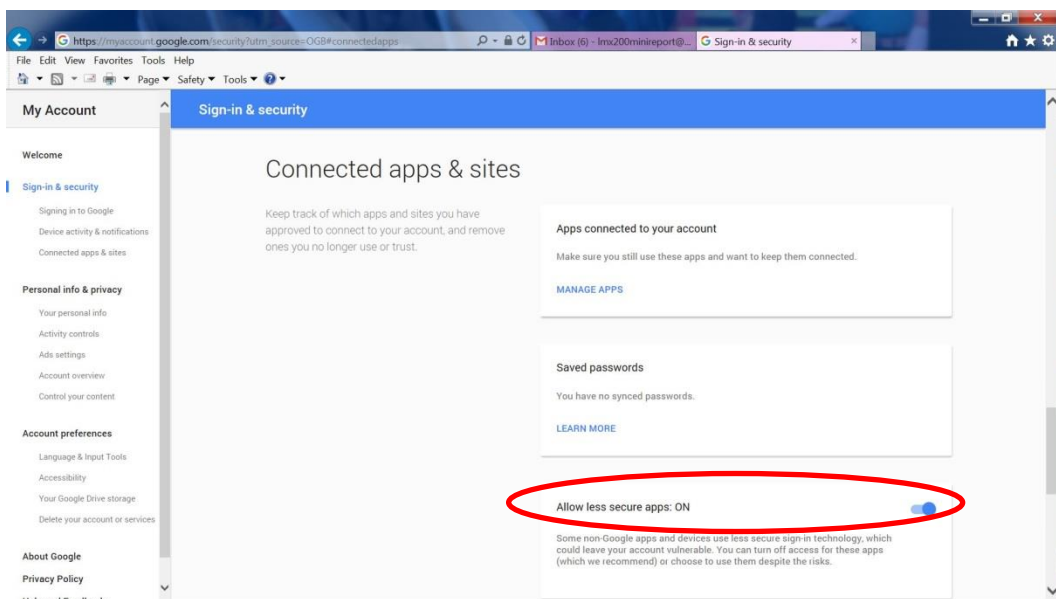 https://myaccount.google.com/security?utm_source=OGB#connectedapps
Inbox (6) - lmx200minireport@...
Sign-in & security
File Edit View Favorites Tools Help
Page Safety Tools
My Account
Sign-in & security
Welcome
Sign-in & security
Signing in to Google
Device activity & notifications
Connected apps & sites
Personal info & privacy
Your personal info
Activity controls
Ads settings
Account overview
Control your content
Account preferences
Language & Input Tools
Accessibility
Your Google Drive storage
Delete your account or services
About Google
Privacy Policy
Connected apps & sites
Keep track of which apps and sites you have
approved to connect to your account, and remove
ones you no longer use or trust.
Apps connected to your account
Make sure you still use these apps and want to keep them connected.
MANAGE APPS
Saved passwords
You have no synced passwords.
LEARN MORE
Allow less secure apps: ON
Some non-Google apps and devices use less secure sign-in technology, which
could leave your account vulnerable. You can turn off access for these apps
(which we recommend) or choose to use them despite the risks.